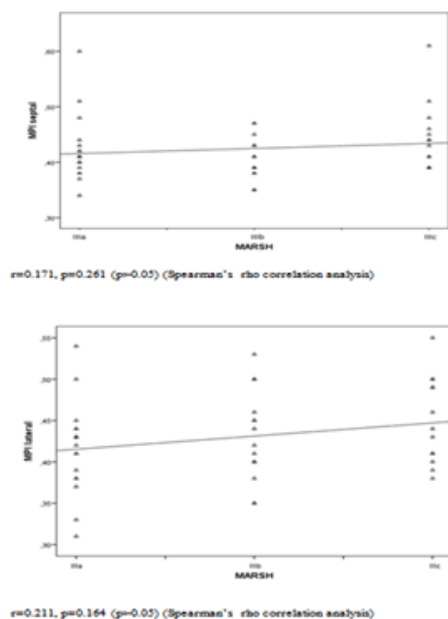 ,60
,50
,40
,30
MPI septal
IIIa IIIb IIIc
MARSH
r=0.171, p=0.261 (p>0.05) (Spearman's rho correlation analysis)
,55
,50
,45
,40
,35
,30
MPI lateral
IIIa IIIb IIIc
MARSH
r=0.211, p=0.164 (p>0.05) (Spearman's rho correlation analysis)